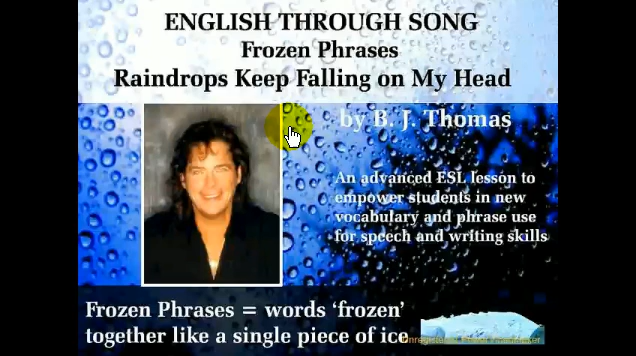 ENGLISH THROUGH SONG
Frozen Phrases
Raindrops Keep Falling on My Head
by B. J. Thomas
An advanced ESL lesson to
empower students in new
vocabulary and phrase use
for speech and writing skills
Frozen Phrases = words ‘frozen’
together like a single piece of ice